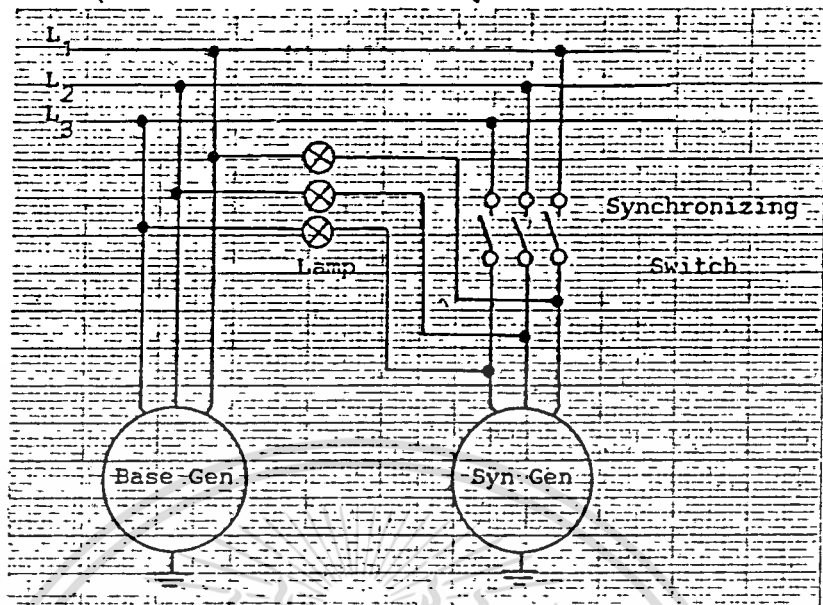 L1
L2
L3
Lamp
Synchronizing
Switch
Base Gen
Syn Gen